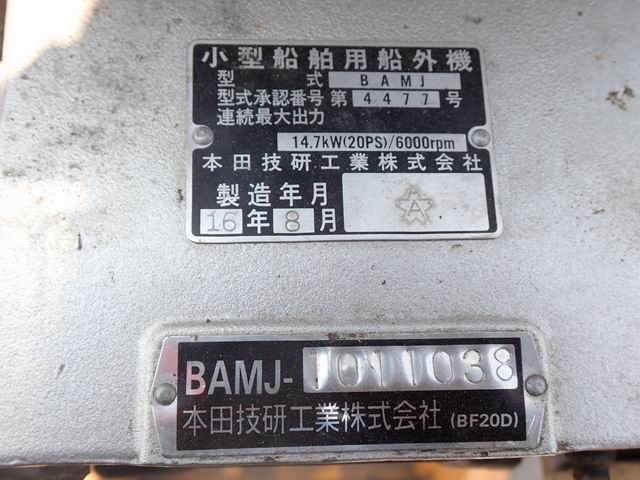 小型船舶用船外機
型式 BAMJ
型式承認番号 第 4477 号
連続最大出力
14.7kW(20PS)/6000rpm
本田技研工業株式会社
製造年月
16年8月
A
BAMJ-1011038
本田技研工業株式会社 (BF20D)